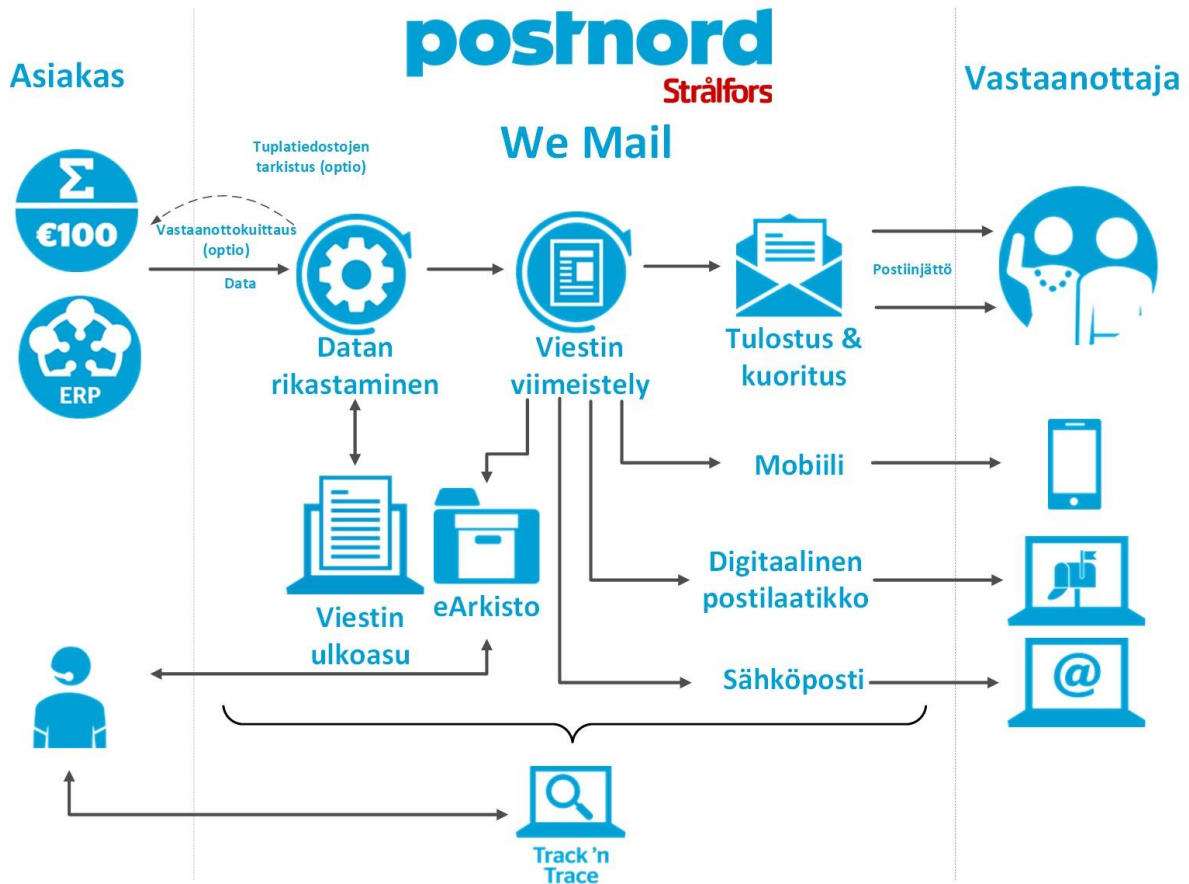 postnord
Strålfors
Asiakas
Vastaanottaja
We Mail
Tuplatiedostojen
tarkistus (optio)
Σ
€100
Vastaanottokuittaus
(optio)
Data
Postiinjättö
ERP
Datan
rikastaminen
Viestin
viimeistely
Tulostus &
kuoritus
Mobiili
Digitaalinen
postilaatikko
eArkisto
Viestin
ulkoasu
Sähköposti
@
Track 'n
Trace